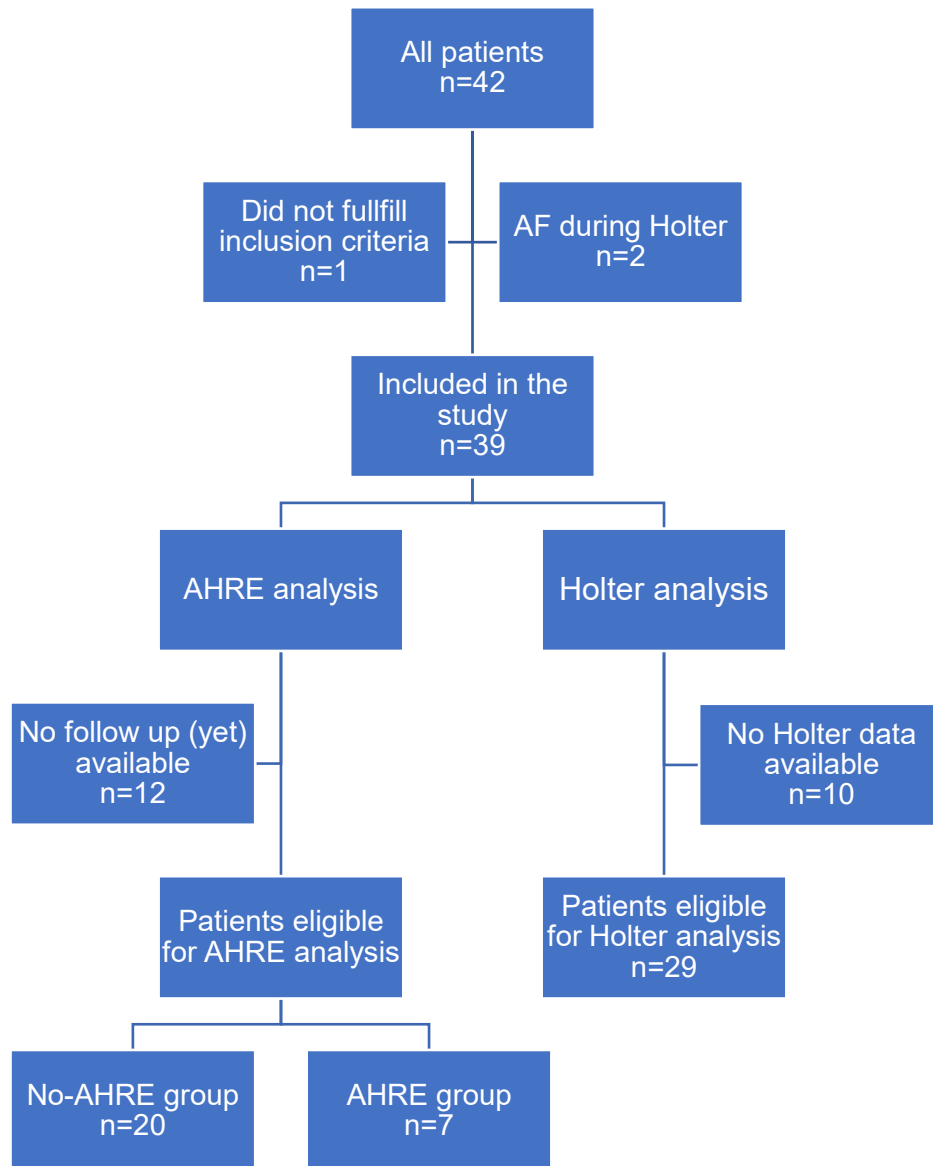 All patients
n=42
Did not fullfill
inclusion criteria
n=1
AF during Holter
n=2
Included in the
study
n=39
AHRE analysis
Holter analysis
No follow up (yet)
available
n=12
No Holter data
available
n=10
Patients eligible
for AHRE analysis
Patients eligible
for Holter analysis
n=29
No-AHRE group
n=20
AHRE group
n=7